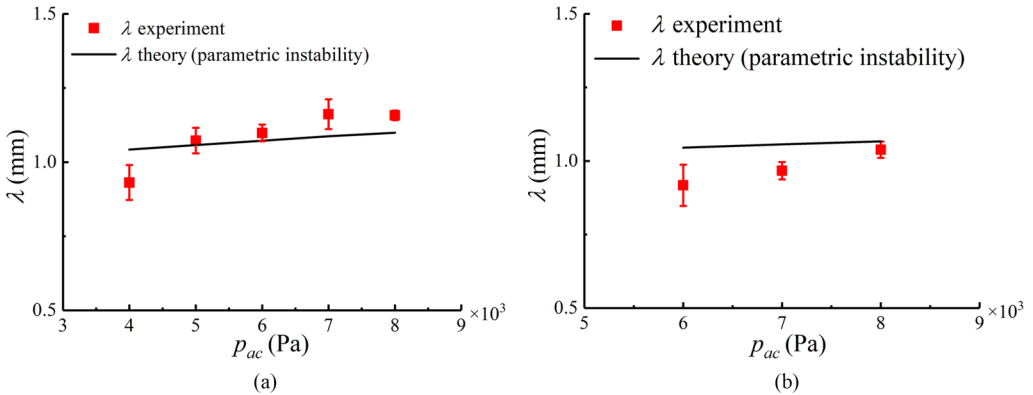 1.5
λ experiment
λ theory (parametric instability)
1.0
λ (mm)
0.5
3 4 5 6 7 8 9 ×10³
pac (Pa)
(a)
1.5
λ experiment
λ theory (parametric instability)
1.0
λ (mm)
0.5
5 6 7 8 9 ×10³
pac (Pa)
(b)